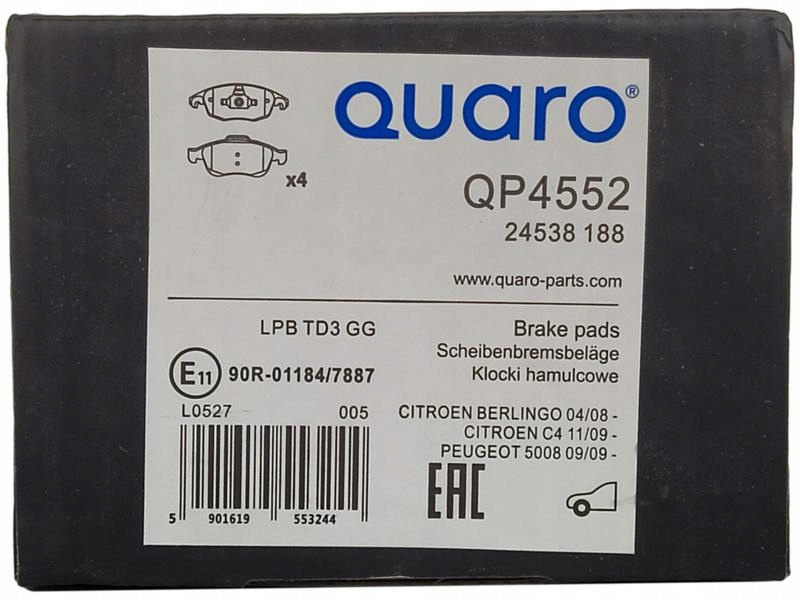 QUARO®
x4
QP4552
24538 188
www.quaro-parts.com
LPB TD3 GG
Brake pads
Scheibenbremsbeläge
Klocki hamulcowe
E11 90R-01184/7887
L0527 005
CITROEN BERLINGO 04/08 -
CITROEN C4 11/09 -
PEUGEOT 5008 09/09 -
5 901619 553244
EAC